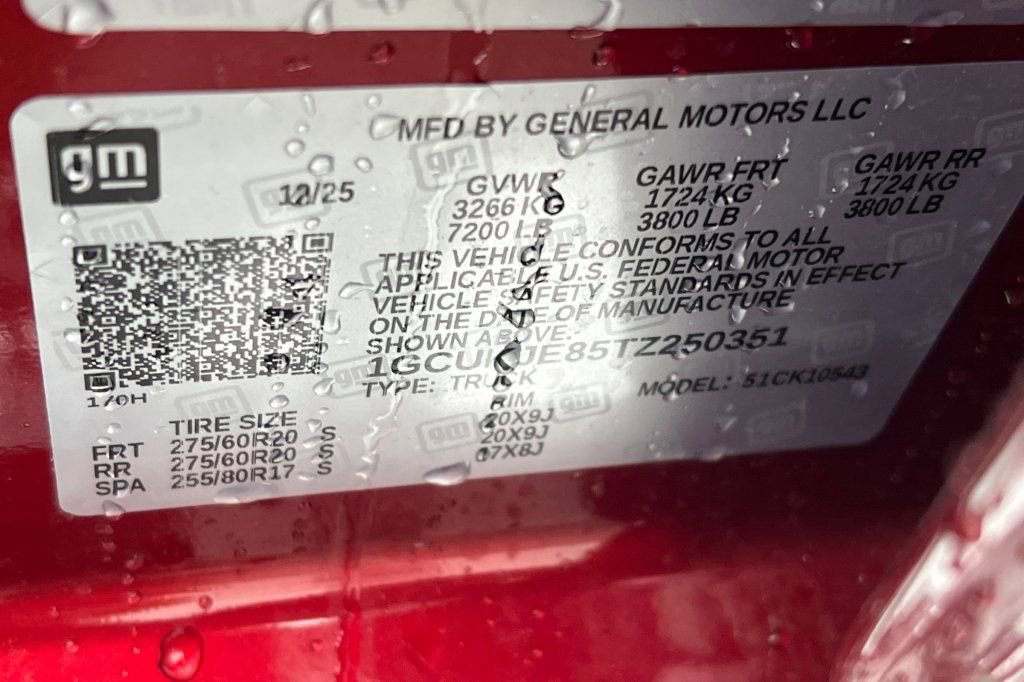 gm
MFD BY GENERAL MOTORS LLC
12/25
GVWR GAWR FRT GAWR RR
3266 KG 1724 KG 1724 KG
7200 LB 3800 LB 3800 LB
THIS VEHICLE CONFORMS TO ALL
APPLICABLE U.S. FEDERAL MOTOR
VEHICLE SAFETY STANDARDS IN EFFECT
ON THE DATE OF MANUFACTURE
SHOWN ABOVE.
TYPE: TRUCK MODEL:
TIRE SIZE RIM
FRT 275/60R20 S 20X9J
RR 275/60R20 S 20X9J
SPA 255/80R17 S